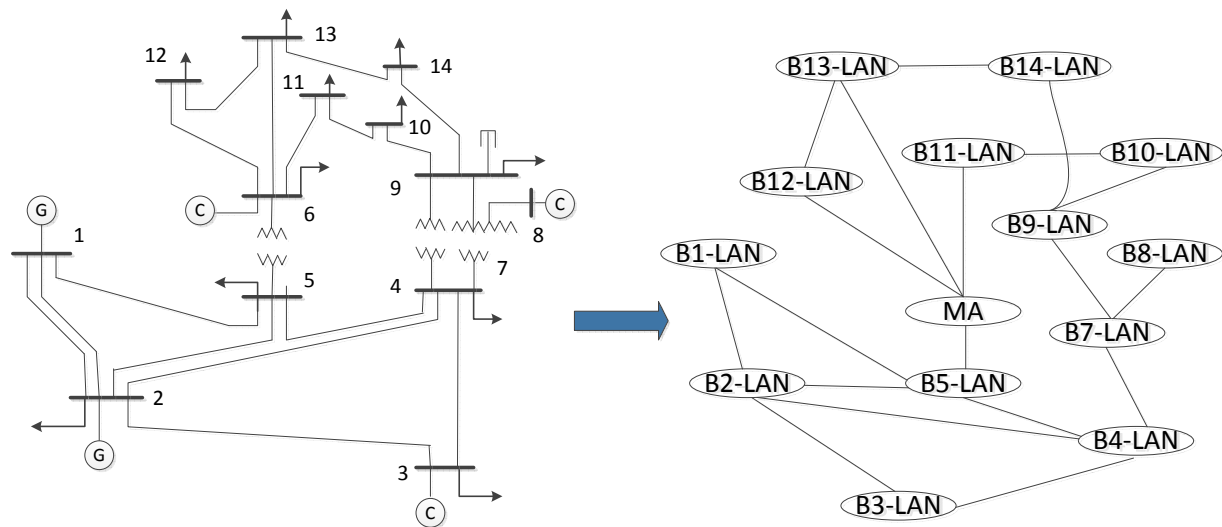 13
12
14
11
10
9
C
6
C
8
G
1
5
4
7
2
G
3
C
B13-LAN
B14-LAN
B11-LAN
B10-LAN
B12-LAN
B9-LAN
B1-LAN
B8-LAN
MA
B7-LAN
B2-LAN
B5-LAN
B4-LAN
B3-LAN